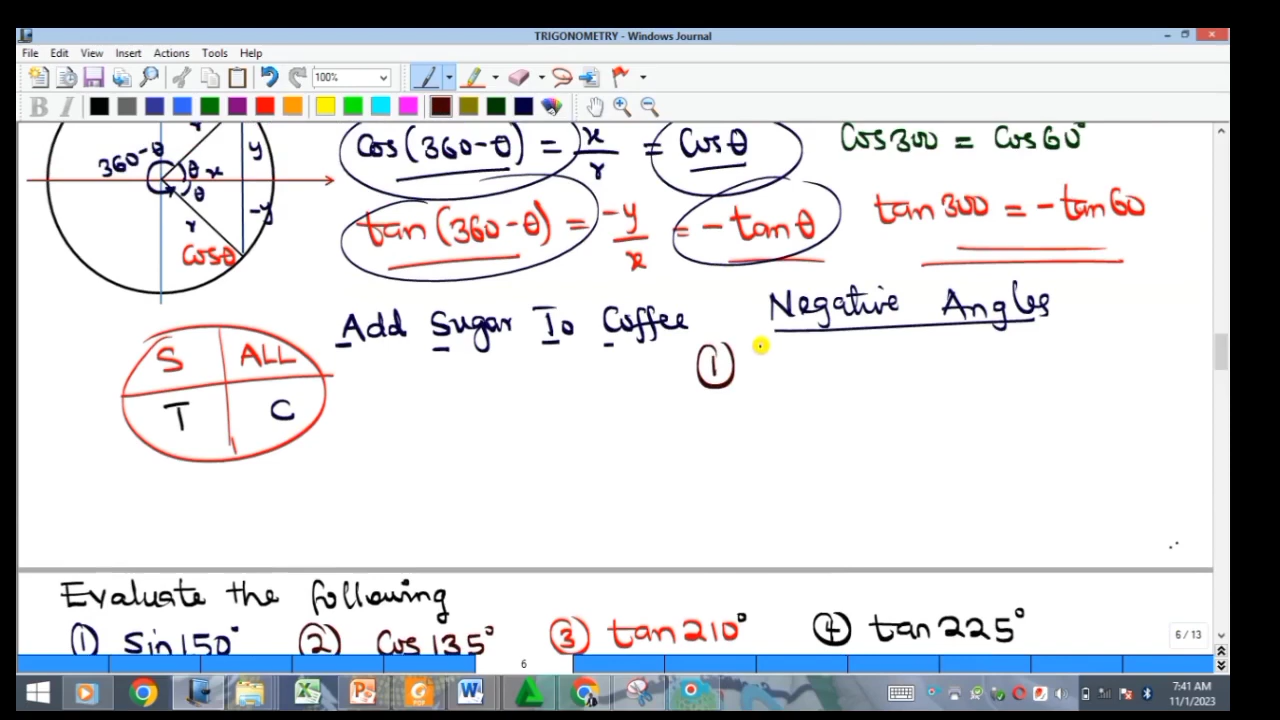 TRIGONOMETRY - Windows Journal
File Edit View Insert Actions Tools Help
100%
B I
360-θ θ x y
θ
r -y
cosθ
Cos(360-θ) = x/r = Cosθ
Cos300 = Cos60°
tan(360-θ) = -y/x = -tanθ
tan300 = -tan60
Add Sugar To Coffee
Negative Angles
①
S ALL
T C
Evaluate the following
① Sin150° ② Cos135° ③ tan210° ④ tan225°
6 / 13
6
7:41 AM
11/1/2023